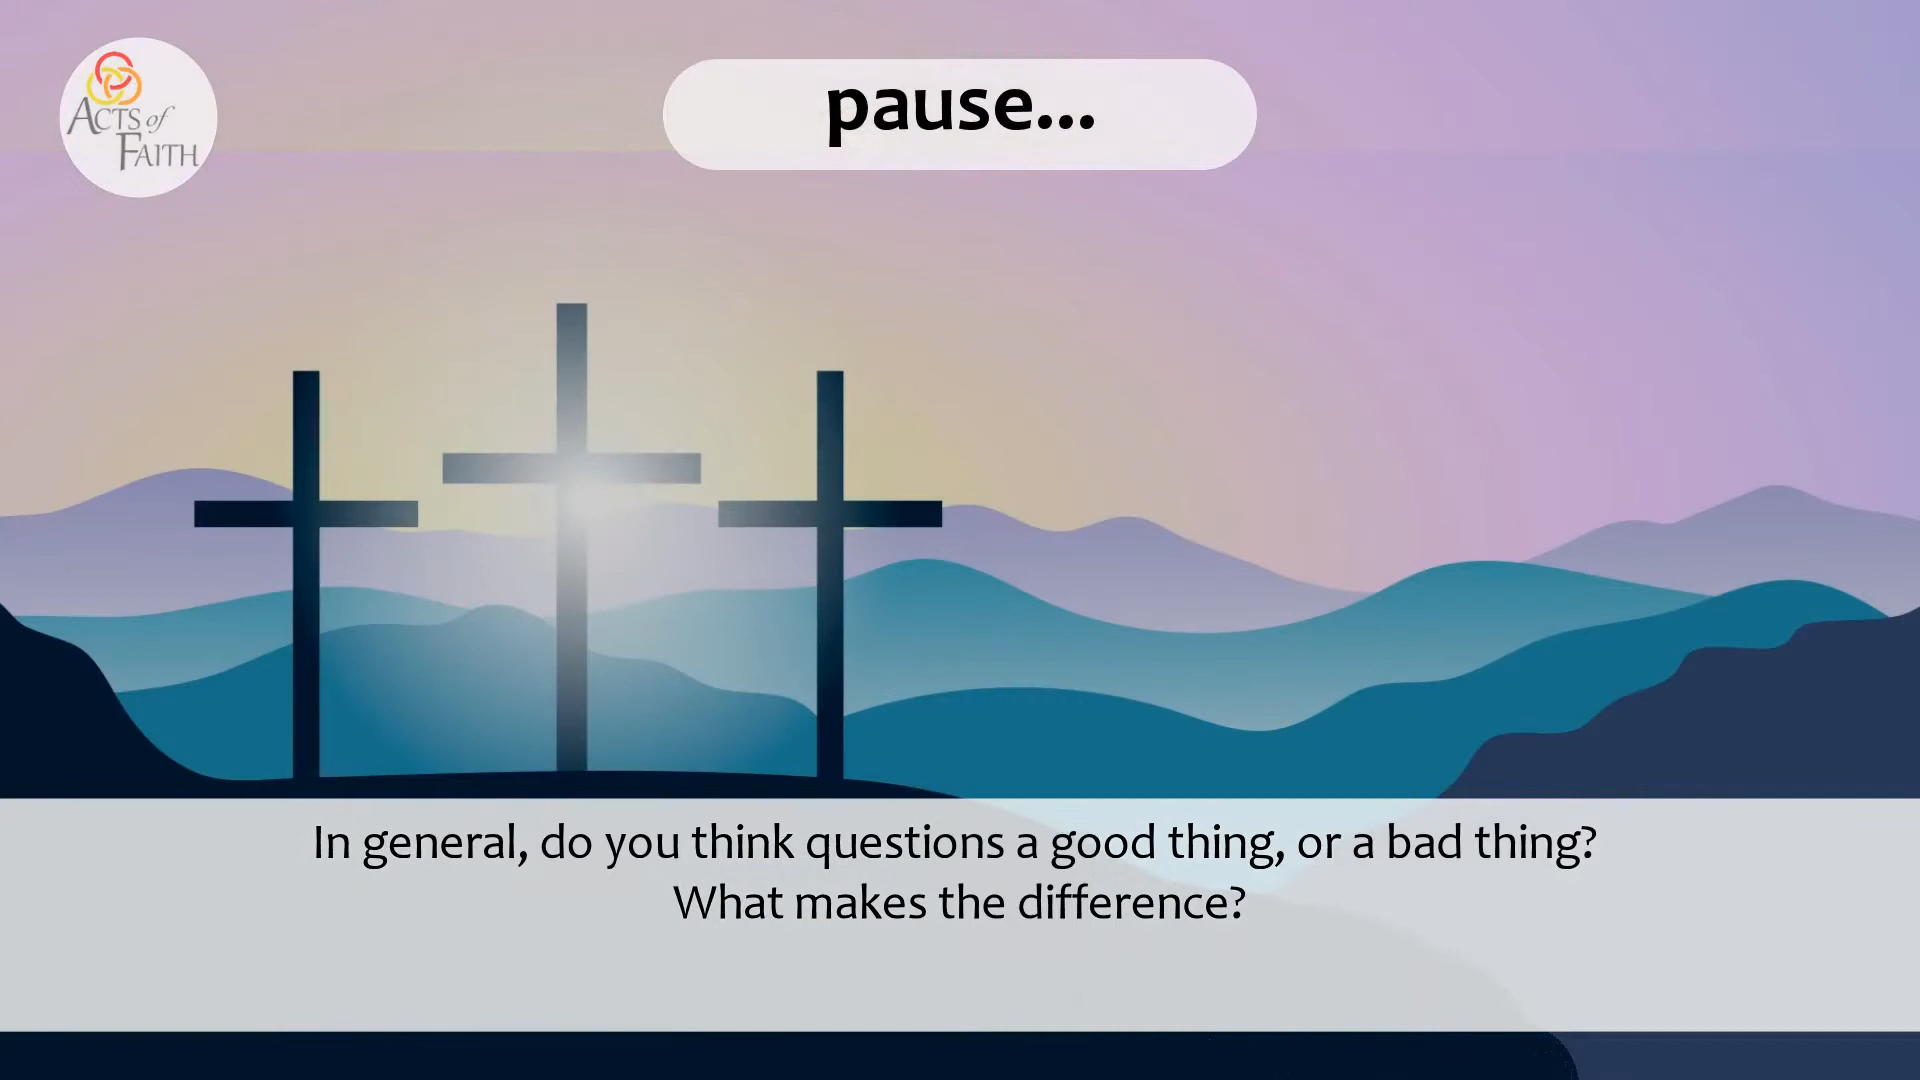 ACTS of
FAITH
pause...
In general, do you think questions a good thing, or a bad thing?
What makes the difference?